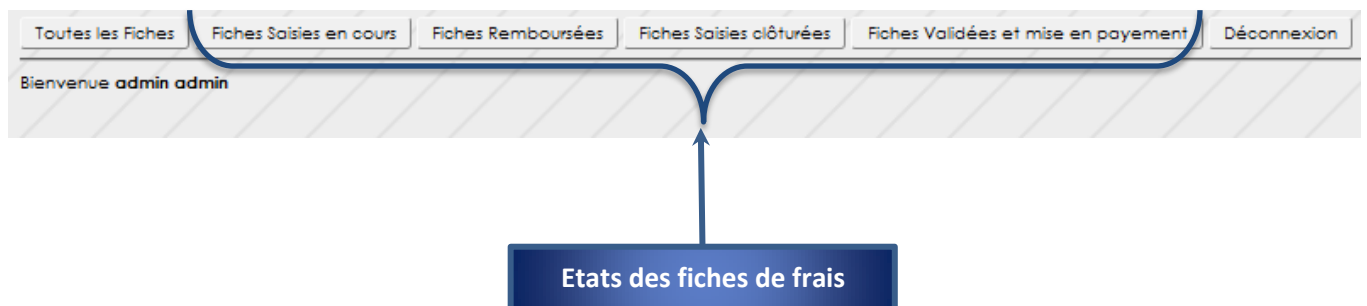 Toutes les Fiches Fiches Saisies en cours Fiches Remboursées Fiches Saisies clôturées Fiches Validées et mise en payement Déconnexion
Bienvenue admin admin
Etats des fiches de frais